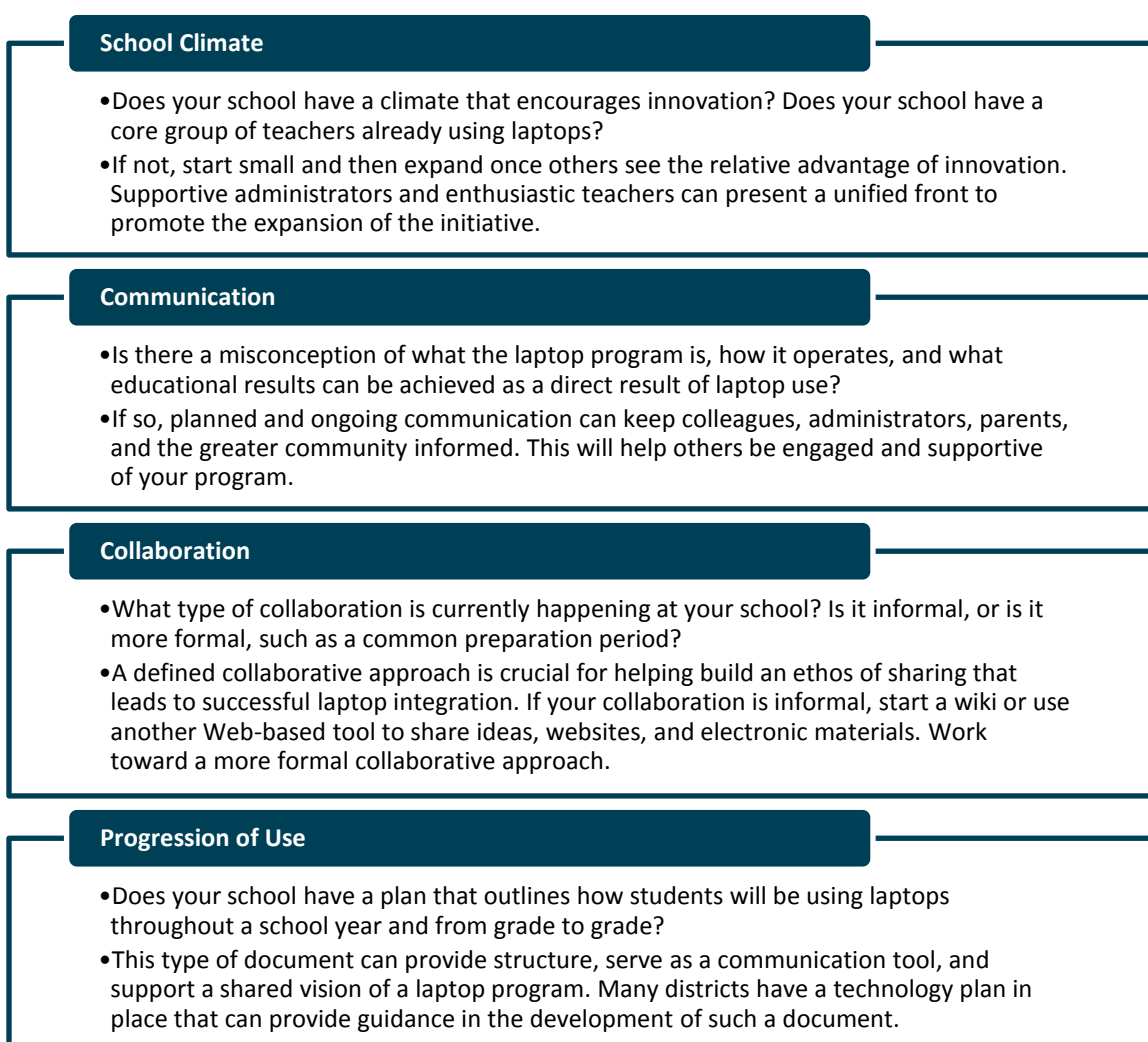 School Climate
•Does your school have a climate that encourages innovation? Does your school have a
core group of teachers already using laptops?
•If not, start small and then expand once others see the relative advantage of innovation.
Supportive administrators and enthusiastic teachers can present a unified front to
promote the expansion of the initiative.
Communication
•Is there a misconception of what the laptop program is, how it operates, and what
educational results can be achieved as a direct result of laptop use?
•If so, planned and ongoing communication can keep colleagues, administrators, parents,
and the greater community informed. This will help others be engaged and supportive
of your program.
Collaboration
•What type of collaboration is currently happening at your school? Is it informal, or is it
more formal, such as a common preparation period?
•A defined collaborative approach is crucial for helping build an ethos of sharing that
leads to successful laptop integration. If your collaboration is informal, start a wiki or use
another Web-based tool to share ideas, websites, and electronic materials. Work
toward a more formal collaborative approach.
Progression of Use
•Does your school have a plan that outlines how students will be using laptops
throughout a school year and from grade to grade?
•This type of document can provide structure, serve as a communication tool, and
support a shared vision of a laptop program. Many districts have a technology plan in
place that can provide guidance in the development of such a document.